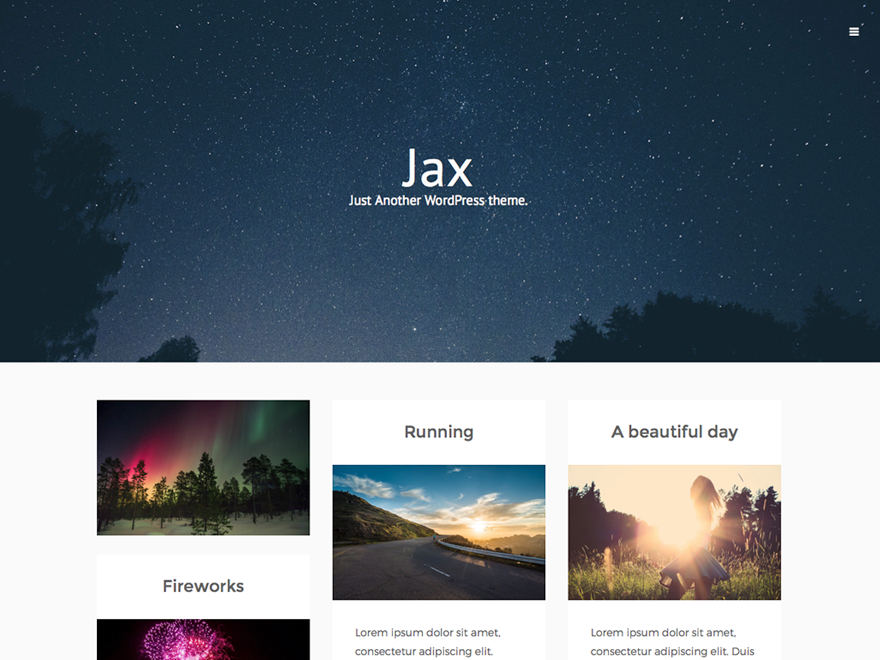 Jax
Just Another WordPress theme.
Running
A beautiful day
Fireworks
Lorem ipsum dolor sit amet,
consectetur adipiscing elit.
Lorem ipsum dolor sit amet,
consectetur adipiscing elit. Duis